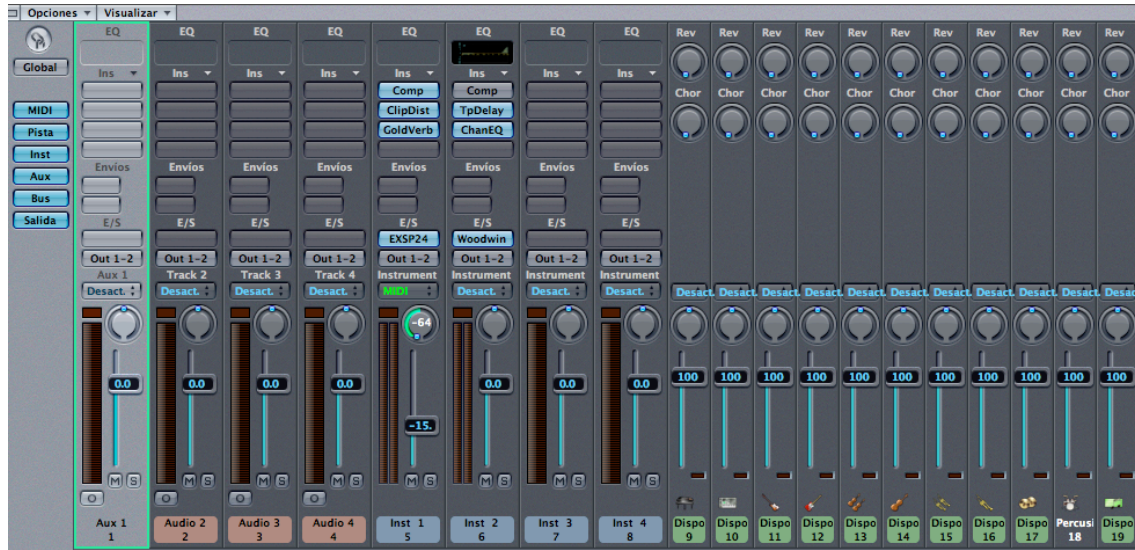 Opciones Visualizar
EQ EQ EQ EQ EQ EQ EQ EQ Rev Rev Rev Rev Rev Rev Rev Rev Rev Rev Rev
Global
Ins Ins Ins Ins Ins Ins Ins Ins
Comp Comp Chor Chor Chor Chor Chor Chor Chor Chor Chor Chor Chor
MIDI ClipDist TpDelay
Pista GoldVerb ChanEQ
Inst
Aux Envíos Envíos Envíos Envíos Envíos Envíos Envíos Envíos
Bus
Salida E/S E/S E/S E/S E/S E/S E/S E/S
EXSP24 Woodwin
Out 1-2 Out 1-2 Out 1-2 Out 1-2 Out 1-2 Out 1-2 Out 1-2 Out 1-2
Aux 1 Track 2 Track 3 Track 4 Instrument Instrument Instrument Instrument
Desact. Desact. Desact. Desact. MIDI Desact. Desact. Desact. Desact. Desact. Desact. Desact. Desact. Desact. Desact. Desact. Desact. Desact. Desact.
-64
0.0 0.0 0.0 0.0 0.0 0.0 0.0 100 100 100 100 100 100 100 100 100 100 100
-15.
M S M S M S M S M S M S M S M S
Aux 1 Audio 2 Audio 3 Audio 4 Inst 1 Inst 2 Inst 3 Inst 4 Dispo Dispo Dispo Dispo Dispo Dispo Dispo Dispo Dispo Percusi Dispo
1 2 3 4 5 6 7 8 9 10 11 12 13 14 15 16 17 18 19